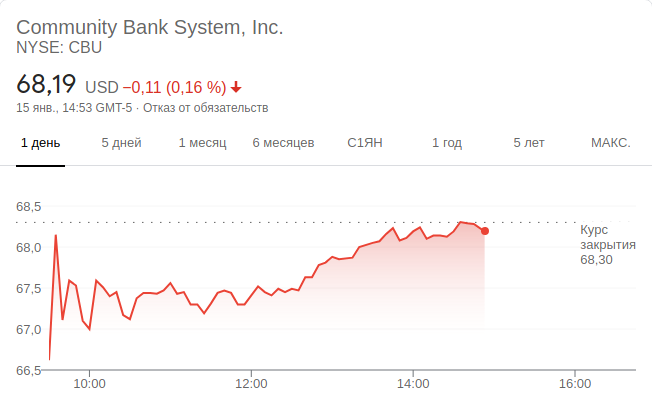 Community Bank System, Inc.
NYSE: CBU
68,19 USD −0,11 (0,16 %)
15 янв., 14:53 GMT-5 · Отказ от обязательств
1 день 5 дней 1 месяц 6 месяцев С1ЯН 1 год 5 лет МАКС.
68,5
Курс
закрытия
68,30
68,0
67,5
67,0
66,5
10:00 12:00 14:00 16:00